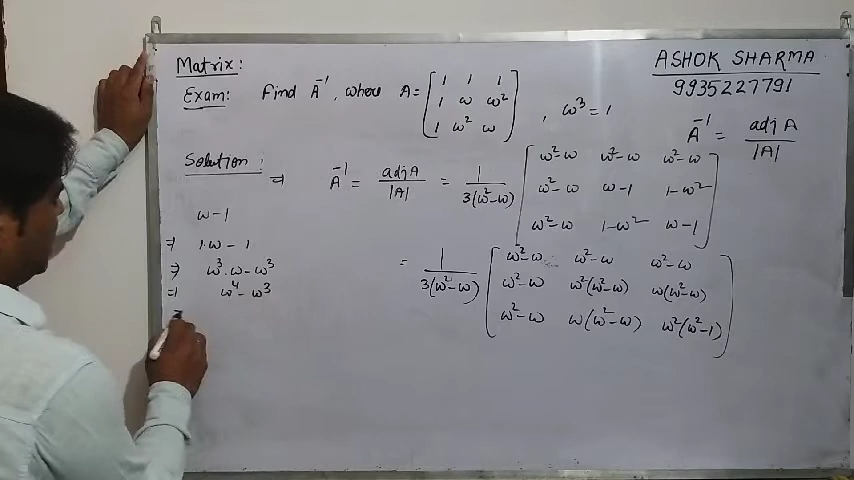 Matrix:
ASHOK SHARMA
9935227791
Exam: Find A⁻¹, where A = [1 1 1
1 ω ω²
1 ω² ω] , ω³ = 1
A⁻¹ = adj A / |A|
Solution:
⇒ A⁻¹ = adj A / |A| = 1 / 3(ω²-ω) [ω²-ω ω²-ω ω²-ω
ω²-ω ω-1 1-ω²
ω²-ω 1-ω² ω-1]
ω-1
⇒ 1.ω - 1
⇒ ω³.ω - ω³
⇒ ω⁴ - ω³
=
= 1 / 3(ω²-ω) [ω²-ω ω²-ω ω²-ω
ω²-ω ω²(ω²-ω) ω(ω²-ω)
ω²-ω ω(ω²-ω) ω²(ω²-1)]